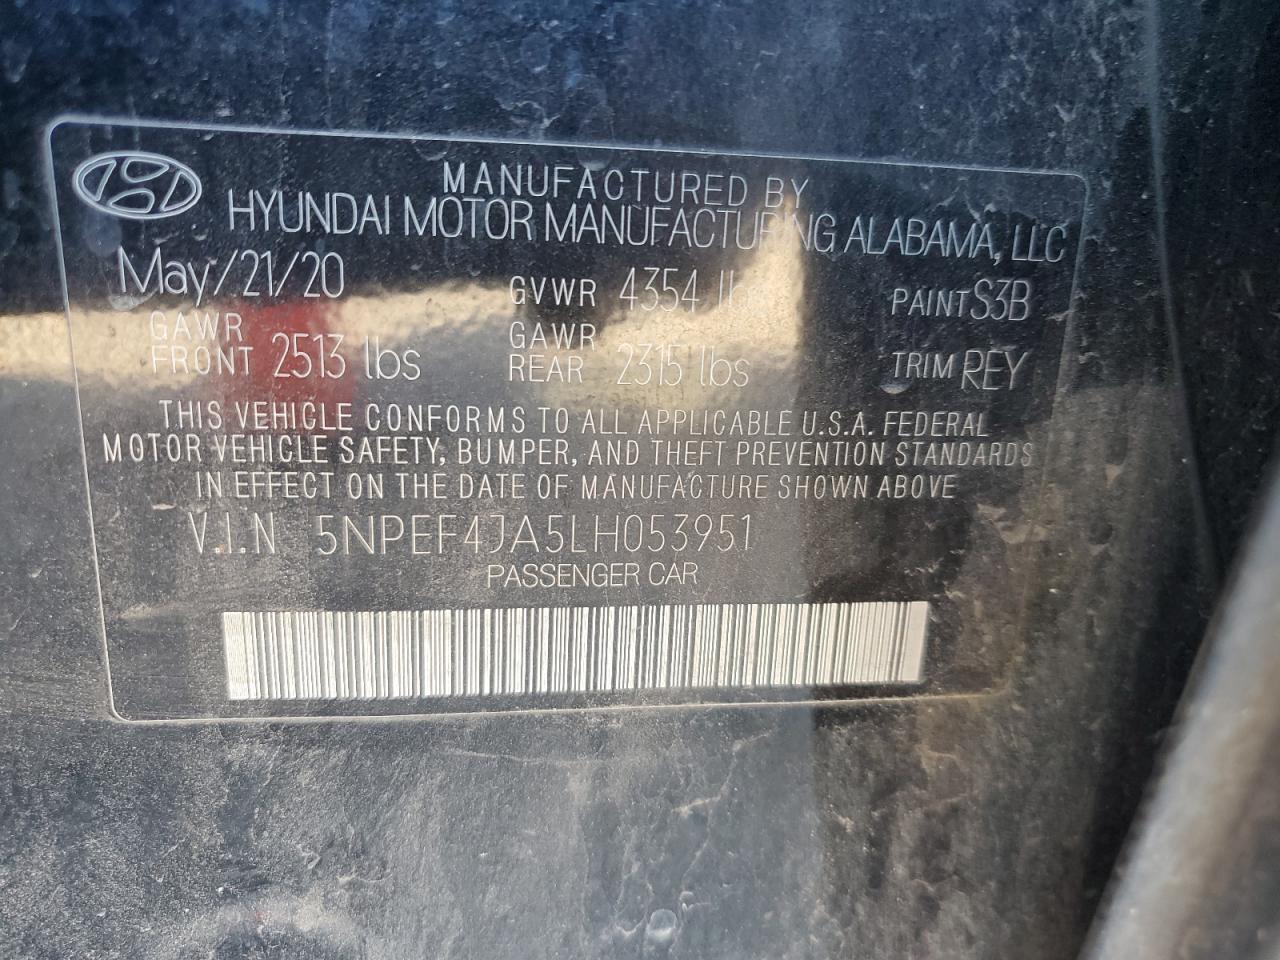 MANUFACTURED BY
HYUNDAI MOTOR MANUFACTURING ALABAMA, LLC
May/21/20 GVWR 4354 lbs PAINT S3B
GAWR FRONT 2513 lbs GAWR REAR 2315 lbs TRIM REY
THIS VEHICLE CONFORMS TO ALL APPLICABLE U.S.A. FEDERAL
MOTOR VEHICLE SAFETY, BUMPER, AND THEFT PREVENTION STANDARDS
IN EFFECT ON THE DATE OF MANUFACTURE SHOWN ABOVE
V.I.N 5NPEF4JA5LH053951
PASSENGER CAR